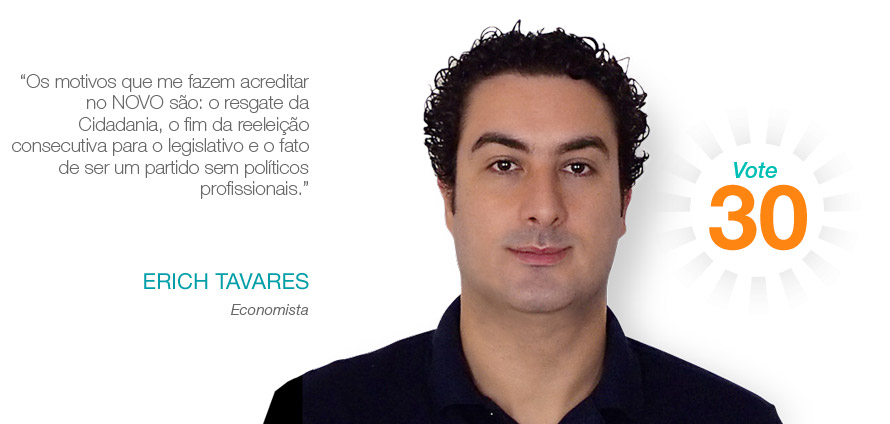 “Os motivos que me fazem acreditar
no NOVO são: o resgate da
Cidadania, o fim da reeleição
consecutiva para o legislativo e o fato
de ser um partido sem políticos
profissionais.”
ERICH TAVARES
Economista
Vote
30